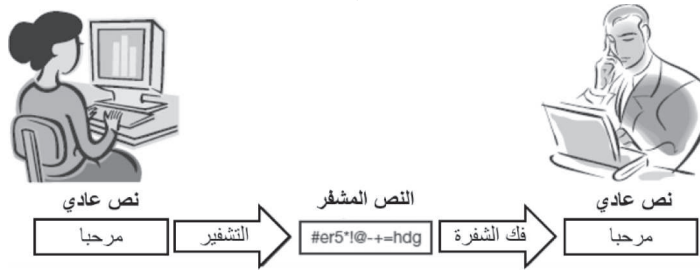 نص عادي
النص المشفر
نص عادي
مرحبا
التشفير
#er5*!@-+=hdg
فك الشفرة
مرحبا